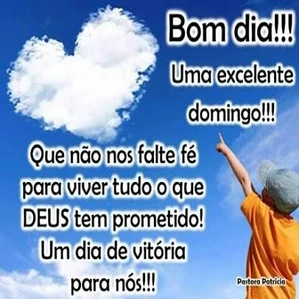 Bom dia!!!
Uma excelente
domingo!!!
Que não nos falte fé
para viver tudo o que
DEUS tem prometido!
Um dia de vitória
para nós!!!
Pastora Patrícia